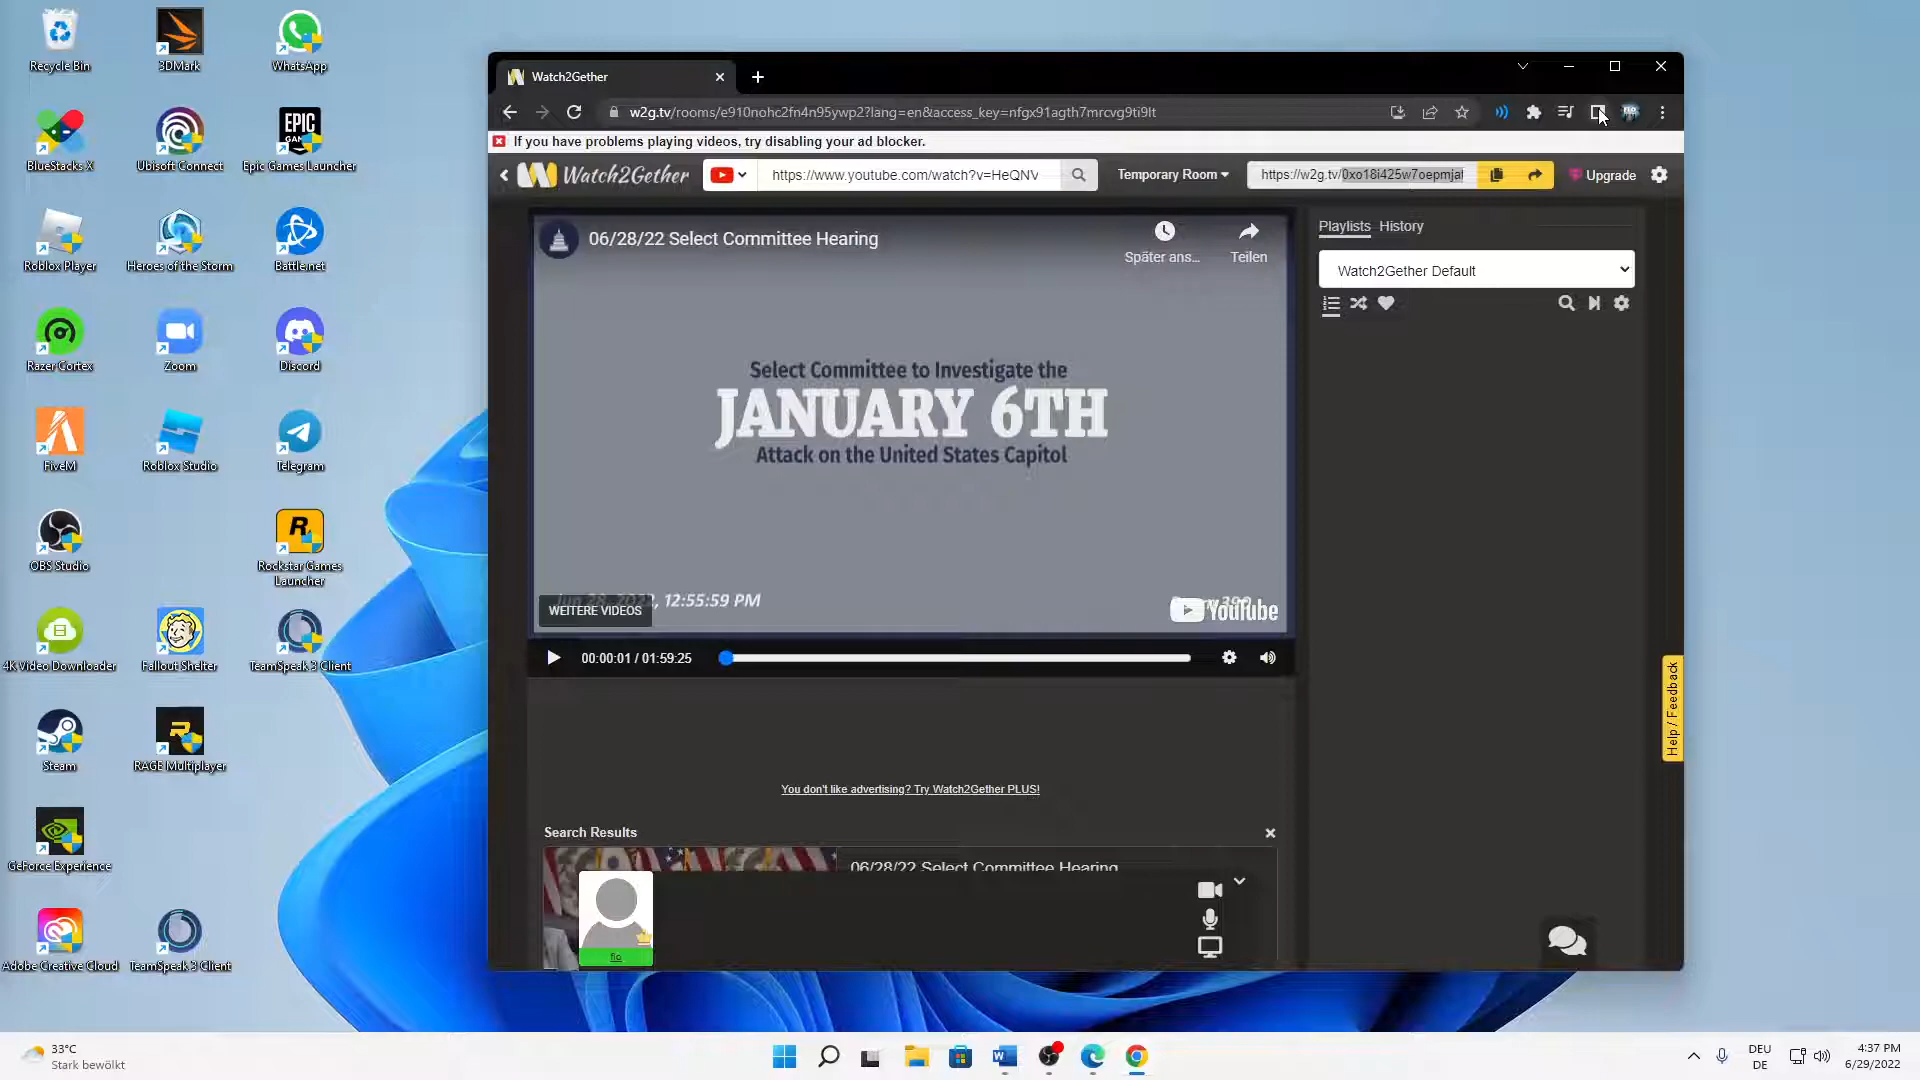 Recycle Bin
3DMark
WhatsApp
BlueStacks X
Ubisoft Connect
EPIC
GAMES
Epic Games Launcher
Roblox Player
Heroes of the Storm
Battle.net
Razer Cortex
Zoom
Discord
FiveM
Roblox Studio
Telegram
OBS Studio
Rockstar Games
Launcher
4K Video Downloader
Fallout Shelter
TeamSpeak 3 Client
Steam
RAGE Multiplayer
GeForce Experience
Adobe Creative Cloud
TeamSpeak 3 Client
Watch2Gether
w2g.tv/rooms/e910nohc2fn4n95ywp2?lang=en&access_key=nfgx91agth7mrcvg9ti9lt
If you have problems playing videos, try disabling your ad blocker.
Watch2Gether
https://www.youtube.com/watch?v=HeQNV
Temporary Room
https://w2g.tv/0xo18i425w7oepmjat
Upgrade
06/28/22 Select Committee Hearing
Später ans...
Teilen
Select Committee to Investigate the
JANUARY 6TH
Attack on the United States Capitol
WEITERE VIDEOS
, 12:55:59 PM
YouTube
00:00:01 / 01:59:25
Playlists History
Watch2Gether Default
Help / Feedback
You don't like advertising? Try Watch2Gether PLUS!
Search Results
06/28/22 Select Committee Hearing
fio
33°C
Stark bewölkt
DEU
DE
4:37 PM
6/29/2022